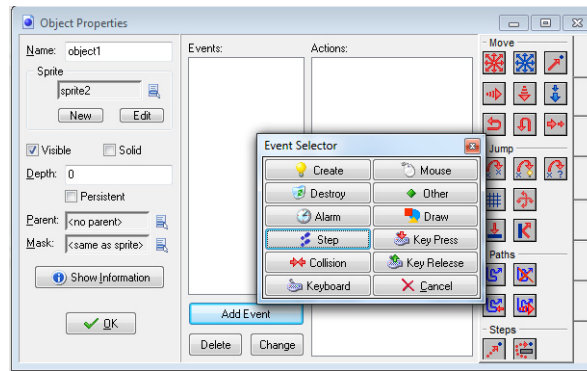 Object Properties
Name: object1
Sprite
sprite2
New Edit
Visible Solid
Depth: 0
Persistent
Parent: <no parent>
Mask: <same as sprite>
Show Information
OK
Events:
Add Event
Delete Change
Actions:
Event Selector
Create Mouse
Destroy Other
Alarm Draw
Step Key Press
Collision Key Release
Keyboard Cancel
Move
Jump
Paths
Steps